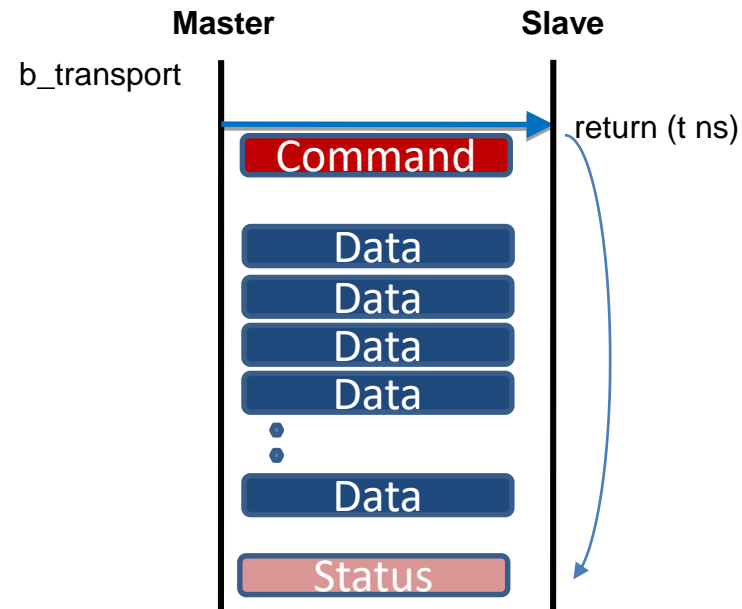 Master
Slave
b_transport
return (t ns)
Command
Data
Data
Data
Data
Data
Status